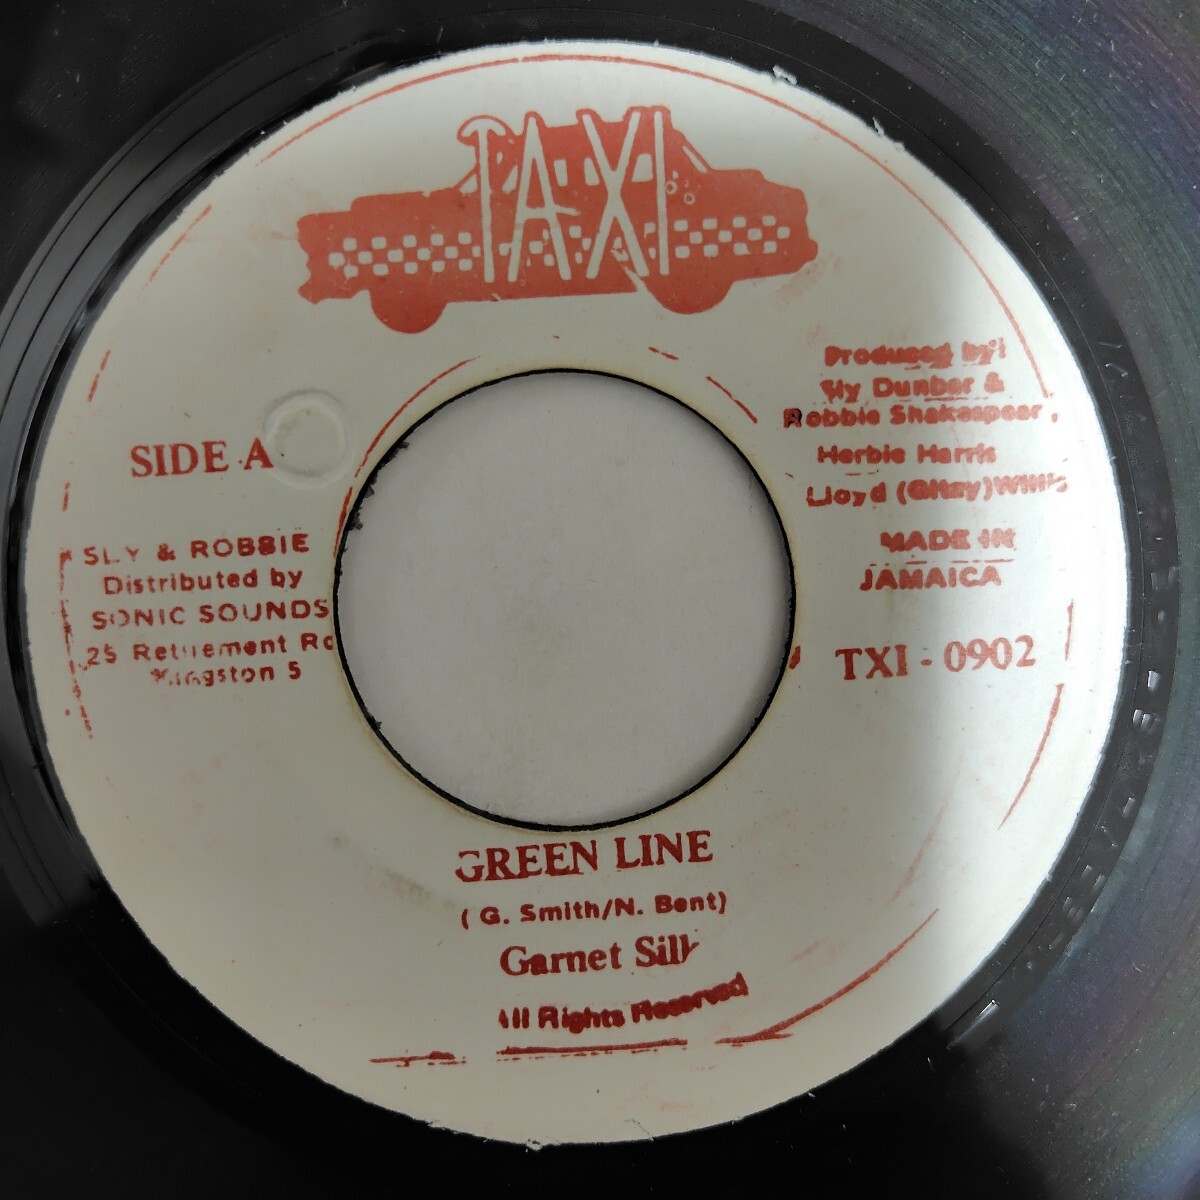 TAXI
Produced by:
Sly Dunbar &
Robbie Shakespear,
Herbie Harris
Lloyd (Gitsy) Willis
MADE IN
JAMAICA
TXI - 0902
SIDE A
SLY & ROBBIE
Distributed by
SONIC SOUNDS
25 Retirement Rd
Kingston 5
GREEN LINE
( G. Smith/N. Bent)
Garnet Silk
All Rights Reserved